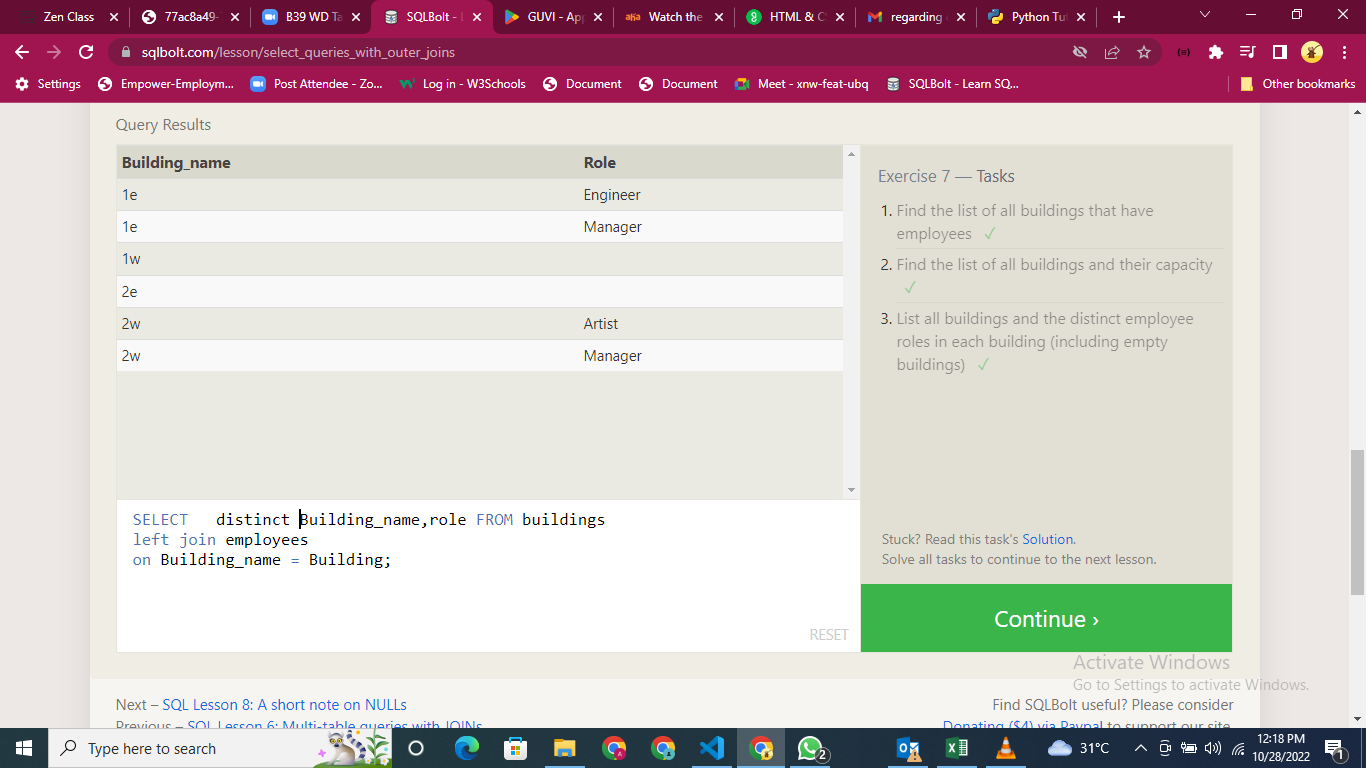 Zen Class
77ac8a49-
B39 WD Ta
SQLBolt - L
GUVI - App
Watch the
HTML & C
regarding
Python Tut
sqlbolt.com/lesson/select_queries_with_outer_joins
Settings
Empower-Employm...
Post Attendee - Zo...
Log in - W3Schools
Document
Document
Meet - xnw-feat-ubq
SQLBolt - Learn SQ...
Other bookmarks
Query Results
Building_name Role
1e Engineer
1e Manager
1w
2e
2w Artist
2w Manager
SELECT distinct Building_name,role FROM buildings
left join employees
on Building_name = Building;
RESET
Exercise 7 — Tasks
1. Find the list of all buildings that have
employees ✓
2. Find the list of all buildings and their capacity
✓
3. List all buildings and the distinct employee
roles in each building (including empty
buildings) ✓
Stuck? Read this task's Solution.
Solve all tasks to continue to the next lesson.
Continue ›
Activate Windows
Go to Settings to activate Windows.
Next – SQL Lesson 8: A short note on NULLs
Previous – SQL Lesson 6: Multi-table queries with JOINs
Find SQLBolt useful? Please consider
Donating ($4) via Paypal to support our site.
Type here to search
2
31°C
12:18 PM
10/28/2022
1